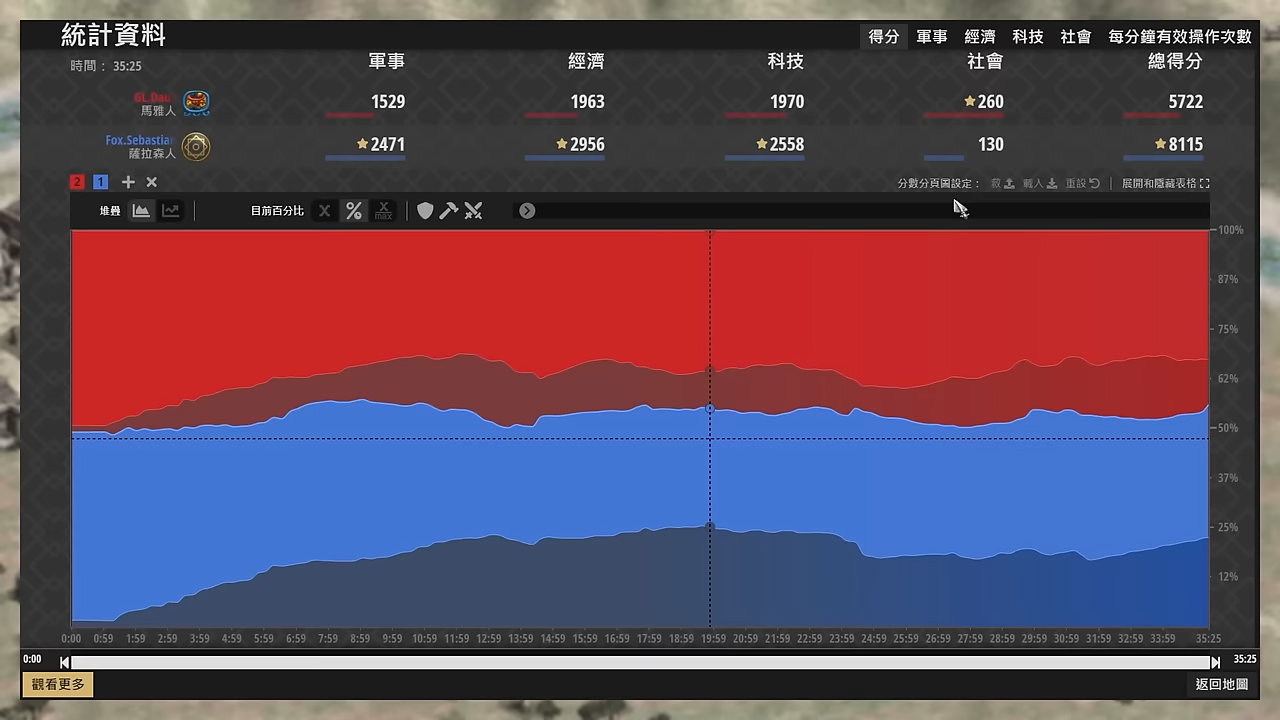 統計資料
得分 軍事 經濟 科技 社會 每分鐘有效操作次數
時間： 35:25
軍事 經濟 科技 社會 總得分
GL.Dau
馬雅人
1529 1963 1970 260 5722
Fox.Sebastia
薩拉森人
2471 2956 2558 130 8115
2 1
分數分頁圖設定： 載入 重設 展開和隱藏表格
堆疊 目前百分比 X % X max
100%
87%
75%
62%
50%
37%
25%
12%
0:00 0:59 1:59 2:59 3:59 4:59 5:59 6:59 7:59 8:59 9:59 10:59 11:59 12:59 13:59 14:59 15:59 16:59 17:59 18:59 19:59 20:59 21:59 22:59 23:59 24:59 25:59 26:59 27:59 28:59 29:59 30:59 31:59 32:59 33:59 35:25
0:00 35:25
觀看更多 返回地圖